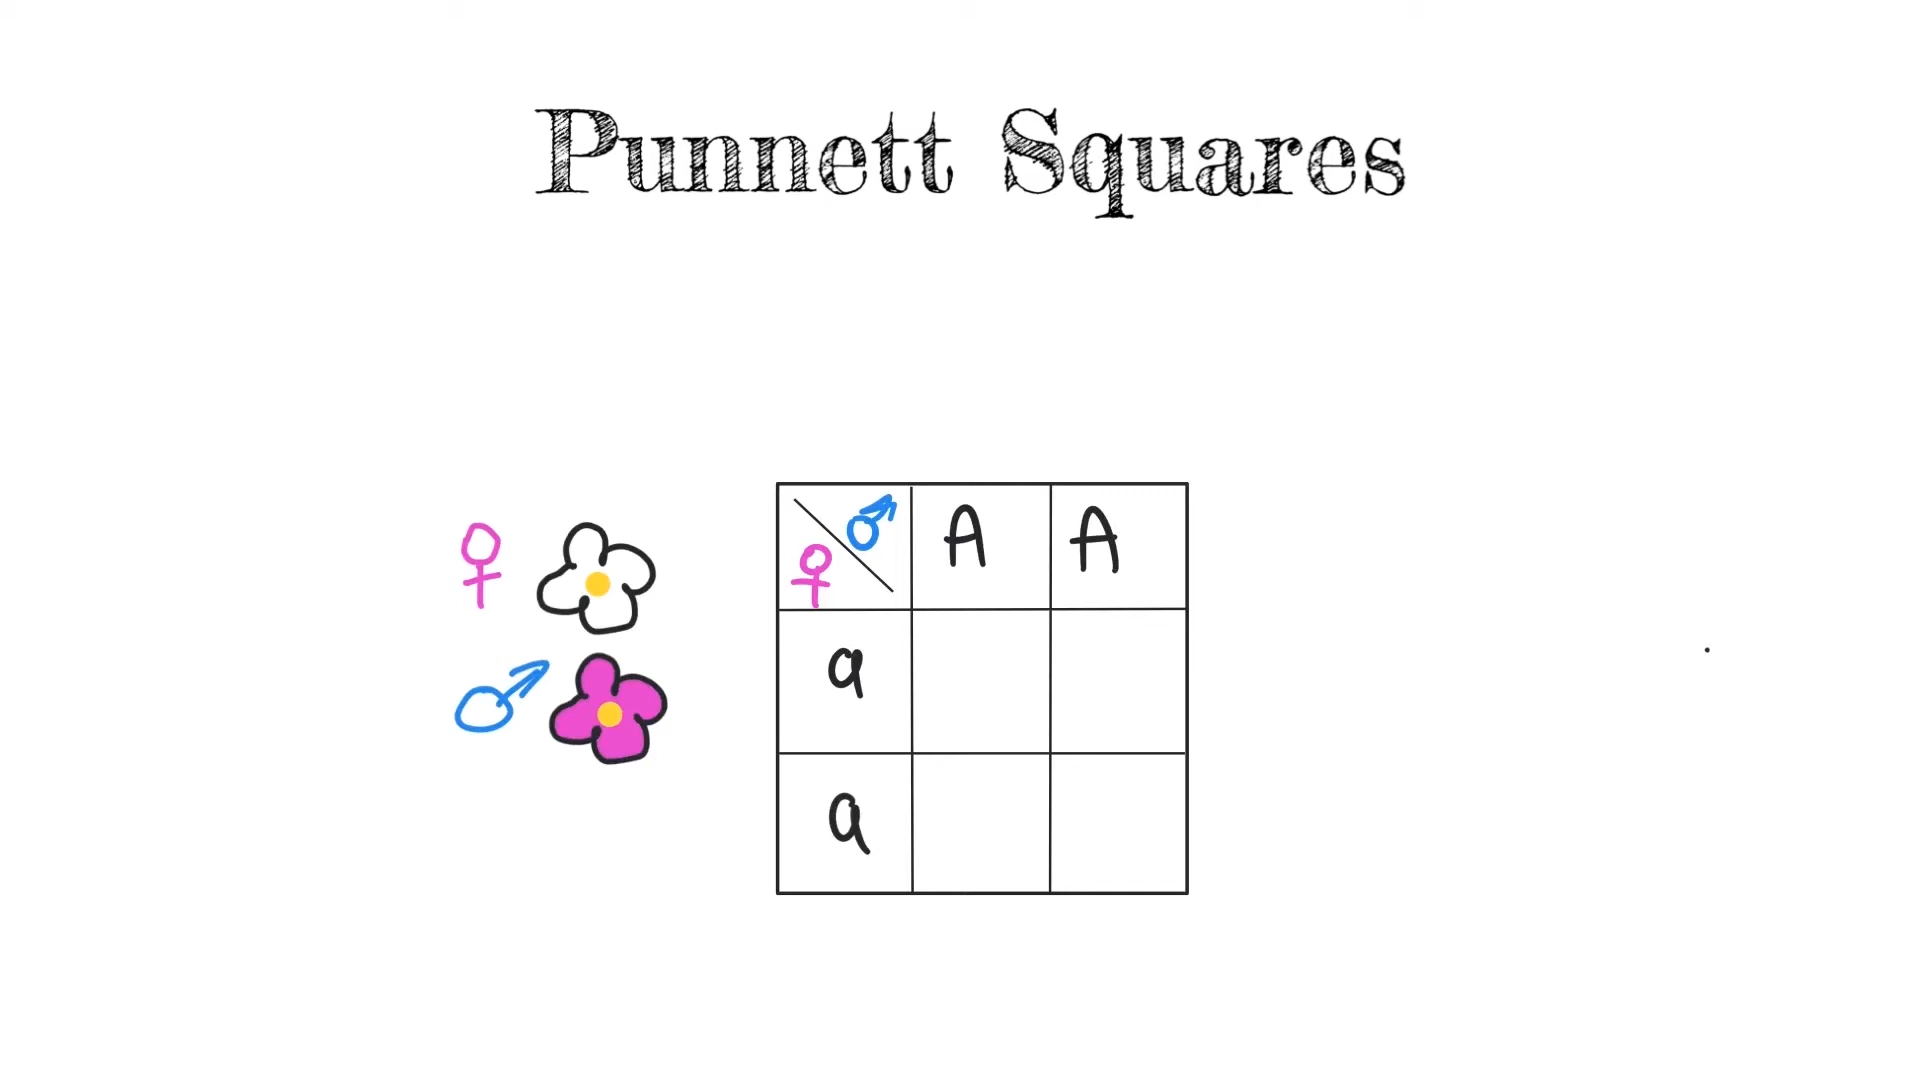 Punnett Squares
♂ A A
♀
a
a
♀
♂